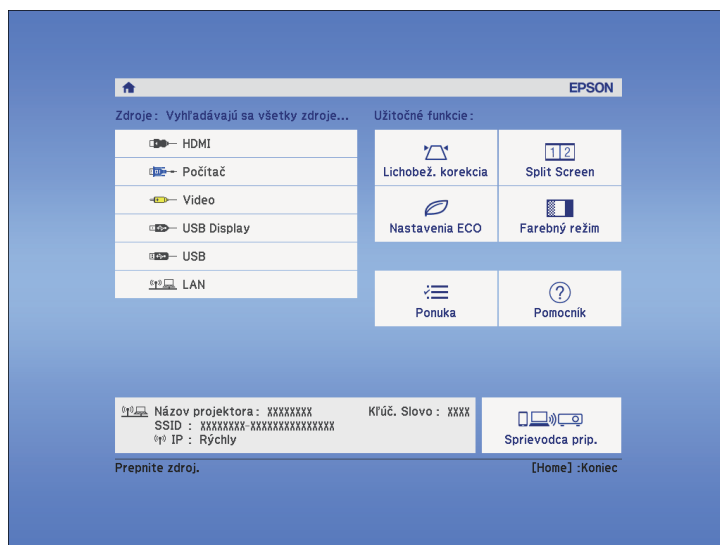 EPSON
Zdroje: Vyhľadávajú sa všetky zdroje...
HDMI
Počítač
Video
USB Display
USB
LAN
Užitočné funkcie:
Lichobež. korekcia
1 2
Split Screen
Nastavenia ECO
Farebný režim
Ponuka
?
Pomocník
Názov projektora: XXXXXXXX
Kľúč. Slovo : XXXX
SSID : XXXXXXXX-XXXXXXXXXXXXXXX
IP : Rýchly
Sprievodca prip.
Prepnite zdroj.
[Home] :Koniec